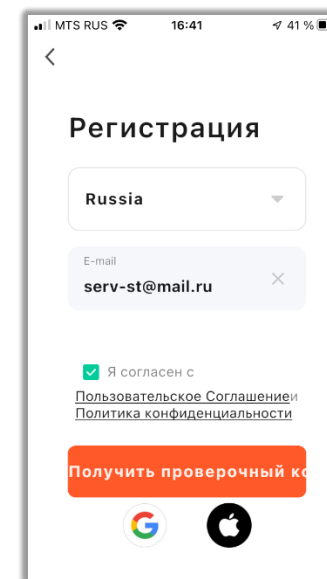 MTS RUS 16:41 41 %
Регистрация
Russia
E-mail
serv-st@mail.ru
Я согласен с
Пользовательское Соглашениеи
Политика конфиденциальности
Получить проверочный ко